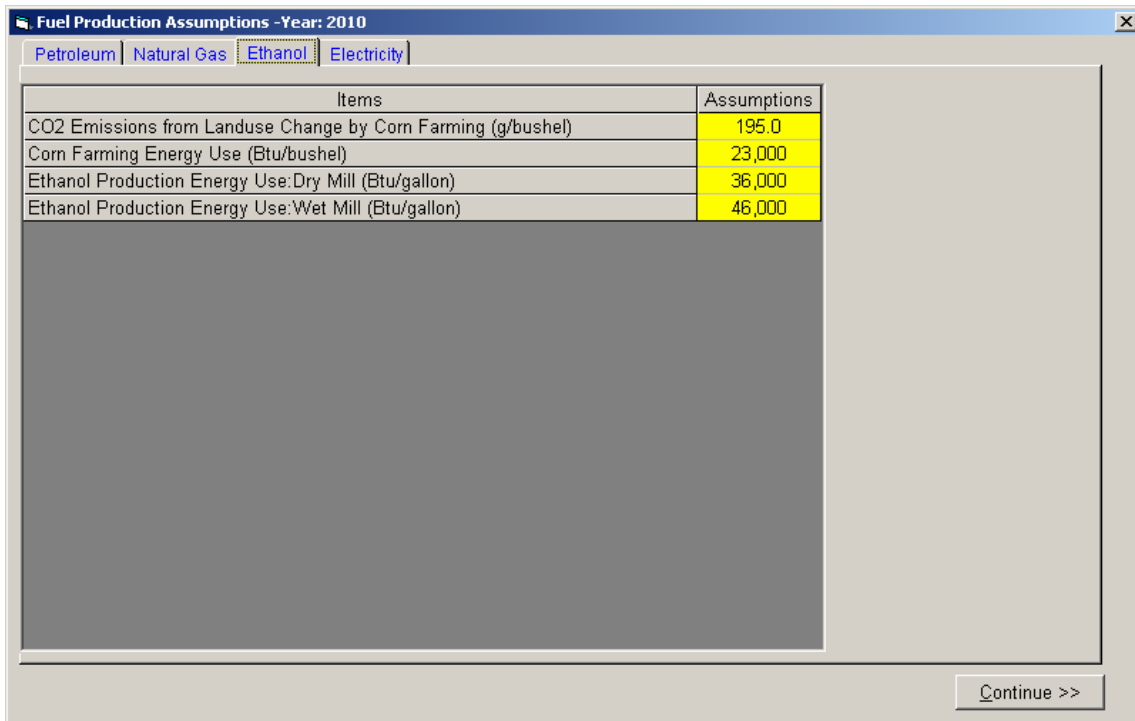 Fuel Production Assumptions -Year: 2010
Petroleum Natural Gas Ethanol Electricity
Items Assumptions
CO2 Emissions from Landuse Change by Corn Farming (g/bushel) 195.0
Corn Farming Energy Use (Btu/bushel) 23,000
Ethanol Production Energy Use:Dry Mill (Btu/gallon) 36,000
Ethanol Production Energy Use:Wet Mill (Btu/gallon) 46,000
Continue >>